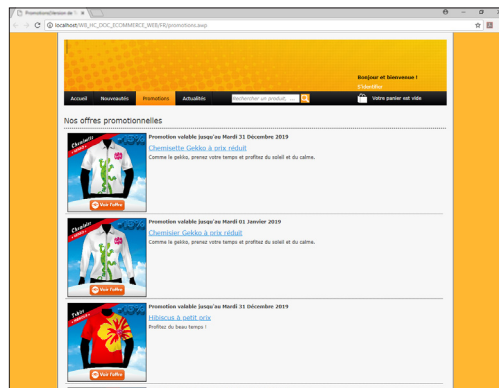 Promotions(Version de T
localhost/WB_HC_DOC_ECOMMERCE_WEB/FR/promotions.awp
Bonjour et bienvenue !
S'identifier
Accueil Nouveautés Promotions Actualités Rechercher un produit, ... Votre panier est vide
Nos offres promotionnelles
Promotion valable jusqu'au Mardi 31 Décembre 2019
Chemisette Gekko à prix réduit
Comme le gekko, prenez votre temps et profitez du soleil et du calme.
Chemisette
Voir l'offre
Promotion valable jusqu'au Mardi 01 Janvier 2019
Chemisier Gekko à prix réduit
Comme le gekko, prenez votre temps et profitez du soleil et du calme.
Chemisier
Voir l'offre
Promotion valable jusqu'au Mardi 31 Décembre 2019
Hibiscus à petit prix
Profitez du beau temps !
T-shirt
Voir l'offre